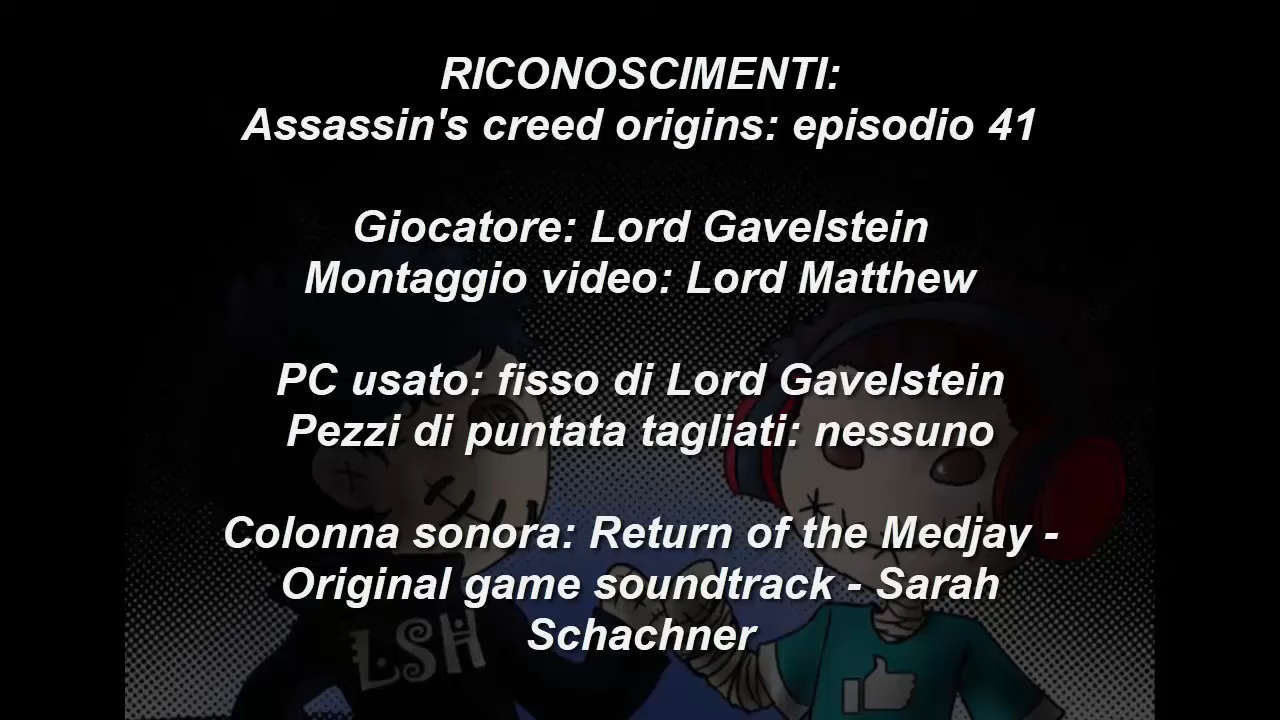 RICONOSCIMENTI:
Assassin's creed origins: episodio 41
Giocatore: Lord Gavelstein
Montaggio video: Lord Matthew
PC usato: fisso di Lord Gavelstein
Pezzi di puntata tagliati: nessuno
Colonna sonora: Return of the Medjay -
Original game soundtrack - Sarah
Schachner
LSH